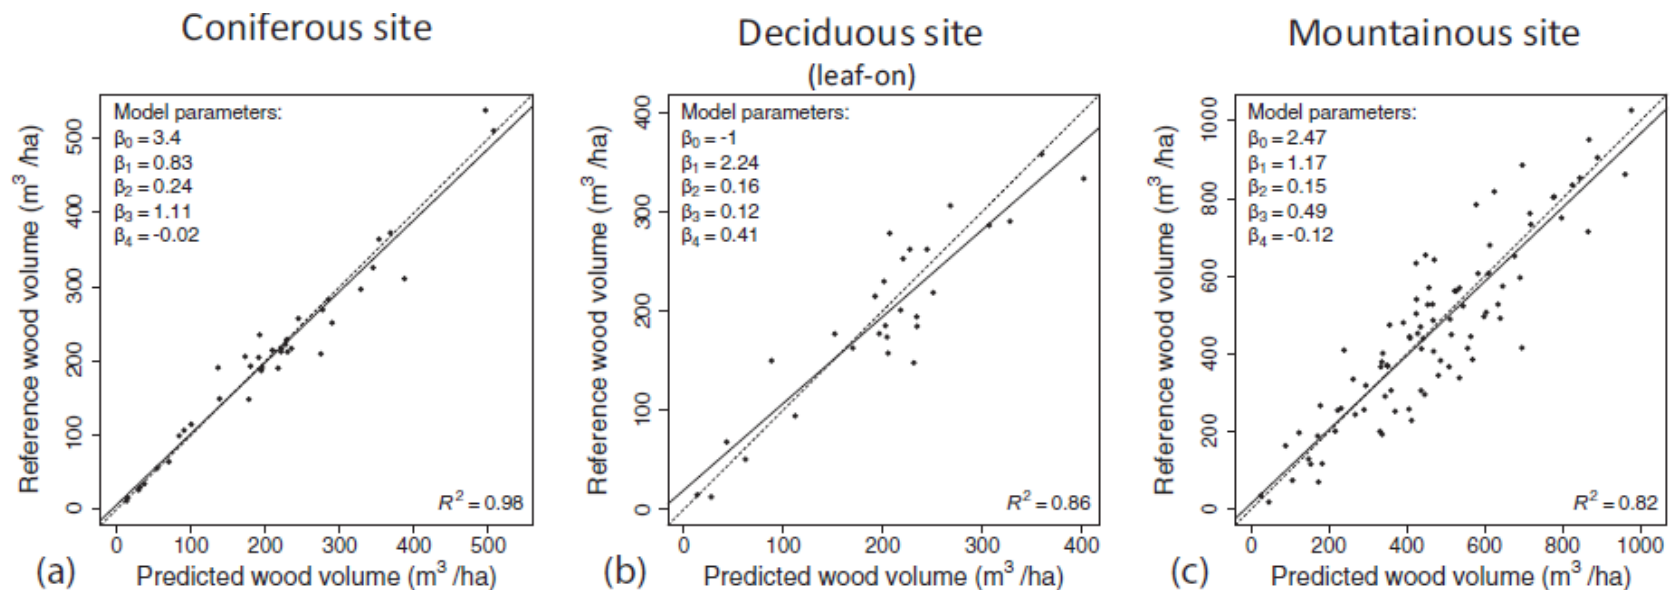 Coniferous site
Model parameters:
β0 = 3.4
β1 = 0.83
β2 = 0.24
β3 = 1.11
β4 = -0.02
R² = 0.98
Reference wood volume (m³ /ha)
0
100
200
300
400
500
0 100 200 300 400 500
(a)
Predicted wood volume (m³ /ha)
Deciduous site
(leaf-on)
Model parameters:
β0 = -1
β1 = 2.24
β2 = 0.16
β3 = 0.12
β4 = 0.41
R² = 0.86
Reference wood volume (m³ /ha)
0
100
200
300
400
0 100 200 300 400
(b)
Predicted wood volume (m³ /ha)
Mountainous site
Model parameters:
β0 = 2.47
β1 = 1.17
β2 = 0.15
β3 = 0.49
β4 = -0.12
R² = 0.82
Reference wood volume (m³ /ha)
0
200
400
600
800
1000
0 200 400 600 800 1000
(c)
Predicted wood volume (m³ /ha)